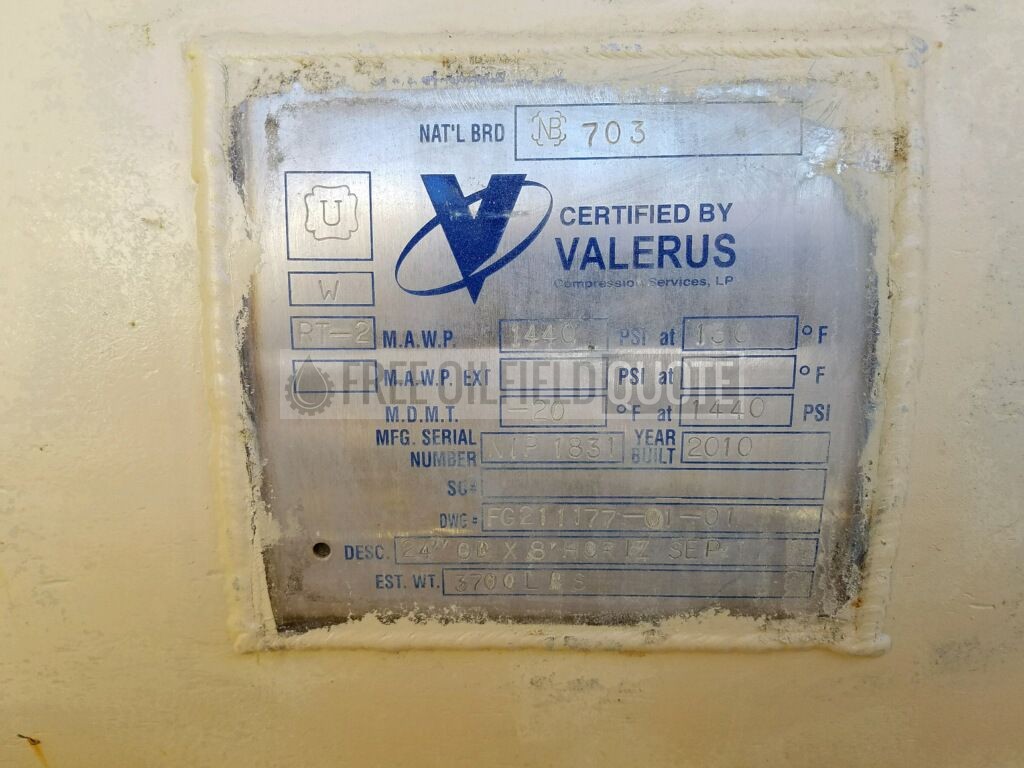 NAT'L BRD NB 703
U
CERTIFIED BY
VALERUS
Compression Services, LP
W
RT-2 M.A.W.P. 1440 PSI at 130 °F
M.A.W.P. EXT PSI at °F
FREE OILFIELD QUOTE
M.D.M.T. -20 °F at 1440 PSI
MFG. SERIAL NUMBER 1831 YEAR BUILT 2010
SO#
DWG # FG211177-01-01
DESC. 24" OD X 8' HORIZ SEP
EST. WT. 3700 LBS